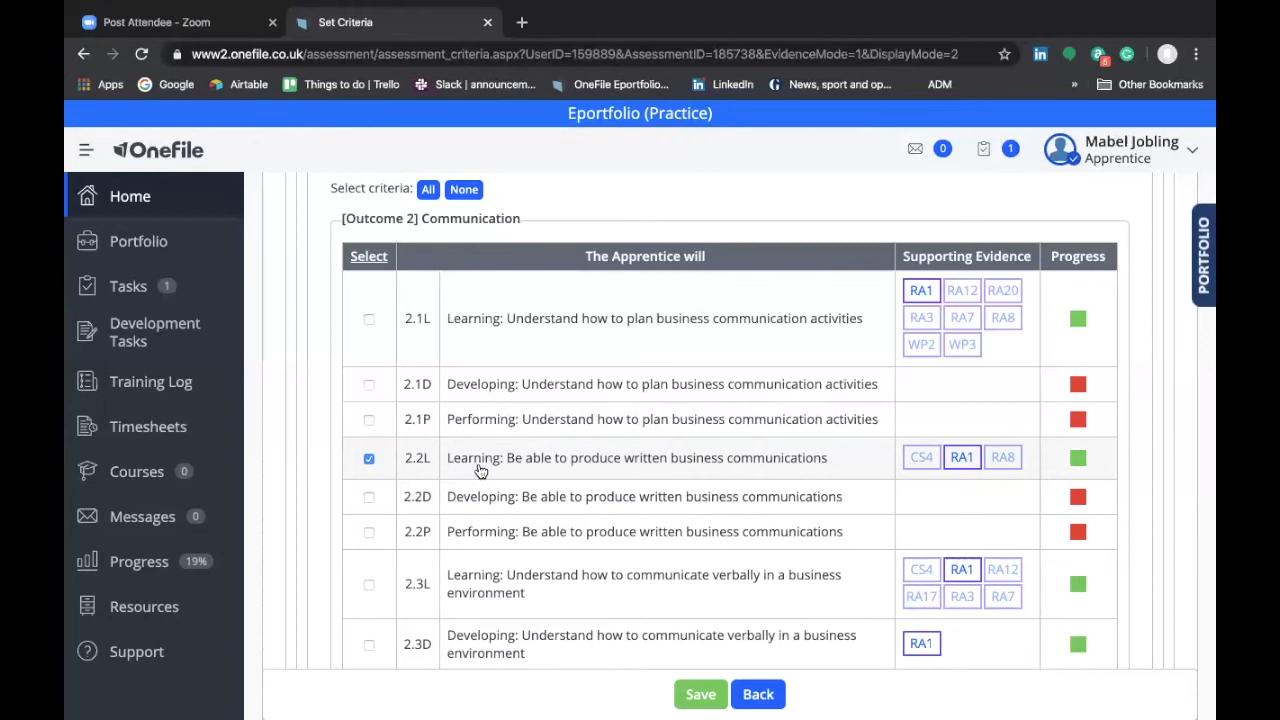 Post Attendee - Zoom
Set Criteria
www2.onefile.co.uk/assessment/assessment_criteria.aspx?UserID=159889&AssessmentID=185738&EvidenceMode=1&DisplayMode=2
Apps
Google
Airtable
Things to do | Trello
Slack | announcem...
OneFile Eportfolio...
LinkedIn
News, sport and op...
ADM
»
Other Bookmarks
Eportfolio (Practice)
Onefile
0
1
Mabel Jobling
Apprentice
Home
Portfolio
Tasks 1
Development
Tasks
Training Log
Timesheets
Courses 0
Messages 0
Progress 19%
Resources
Support
PORTFOLIO
Select criteria: All None
[Outcome 2] Communication
Select The Apprentice will Supporting Evidence Progress
2.1L Learning: Understand how to plan business communication activities
RA1 RA12 RA20
RA3 RA7 RA8
WP2 WP3
2.1D Developing: Understand how to plan business communication activities
2.1P Performing: Understand how to plan business communication activities
2.2L Learning: Be able to produce written business communications CS4 RA1 RA8
2.2D Developing: Be able to produce written business communications
2.2P Performing: Be able to produce written business communications
2.3L Learning: Understand how to communicate verbally in a business
environment
CS4 RA1 RA12
RA17 RA3 RA7
2.3D Developing: Understand how to communicate verbally in a business
environment
RA1
Save Back